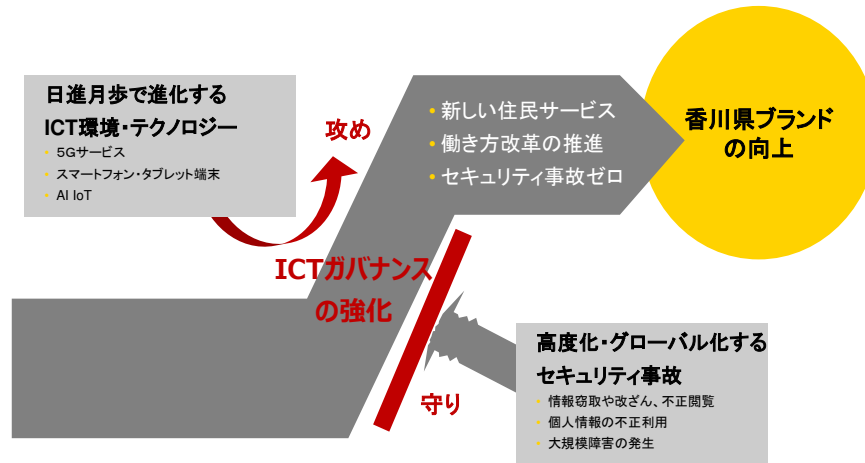 日進月歩で進化する
ICT環境・テクノロジー
• 5Gサービス
• スマートフォン・タブレット端末
• AI IoT
攻め
• 新しい住民サービス
• 働き方改革の推進
• セキュリティ事故ゼロ
香川県ブランド
の向上
ICTガバナンス
の強化
守り
高度化・グローバル化する
セキュリティ事故
• 情報窃取や改ざん、不正閲覧
• 個人情報の不正利用
• 大規模障害の発生